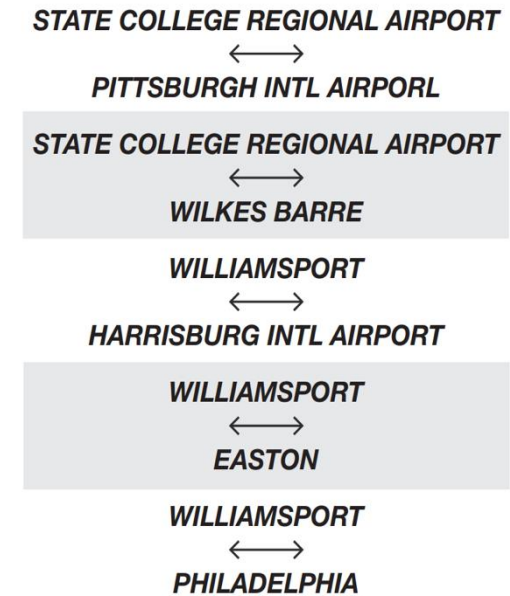 STATE COLLEGE REGIONAL AIRPORT
PITTSBURGH INTL AIRPORL
STATE COLLEGE REGIONAL AIRPORT
WILKES BARRE
WILLIAMSPORT
HARRISBURG INTL AIRPORT
WILLIAMSPORT
EASTON
WILLIAMSPORT
PHILADELPHIA